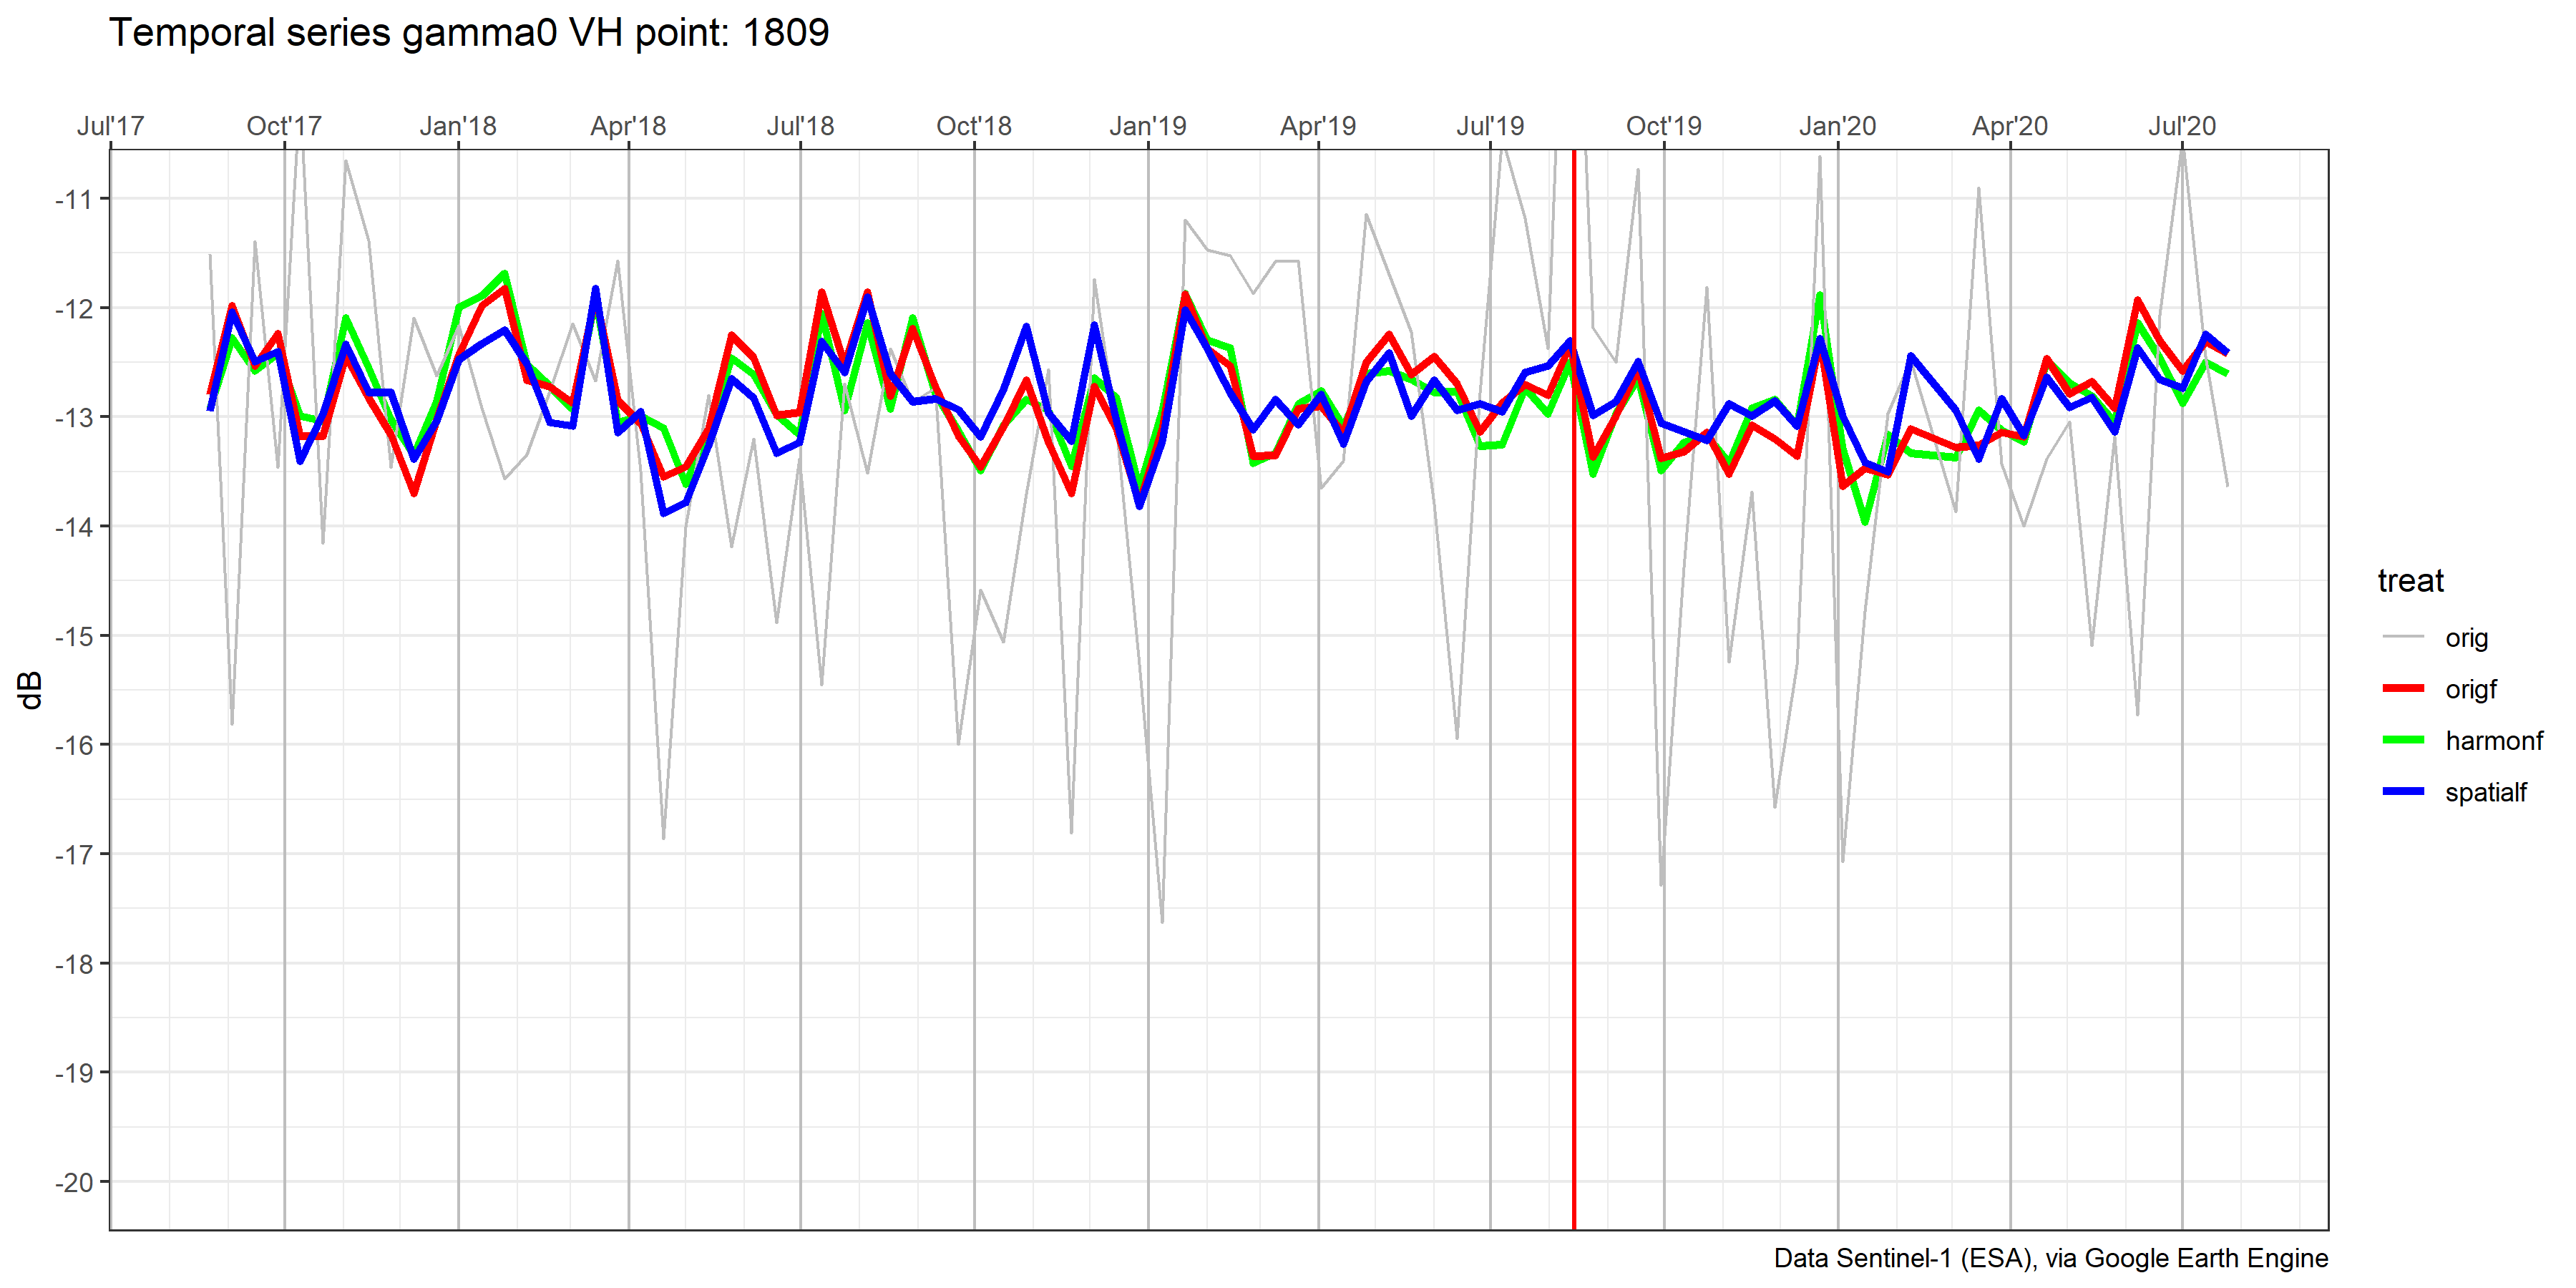 Temporal series gamma0 VH point: 1809
Jul'17 Oct'17 Jan'18 Apr'18 Jul'18 Oct'18 Jan'19 Apr'19 Jul'19 Oct'19 Jan'20 Apr'20 Jul'20
-11
-12
-13
-14
-15
-16
-17
-18
-19
-20
dB
treat
orig
origf
harmonf
spatialf
Data Sentinel-1 (ESA), via Google Earth Engine